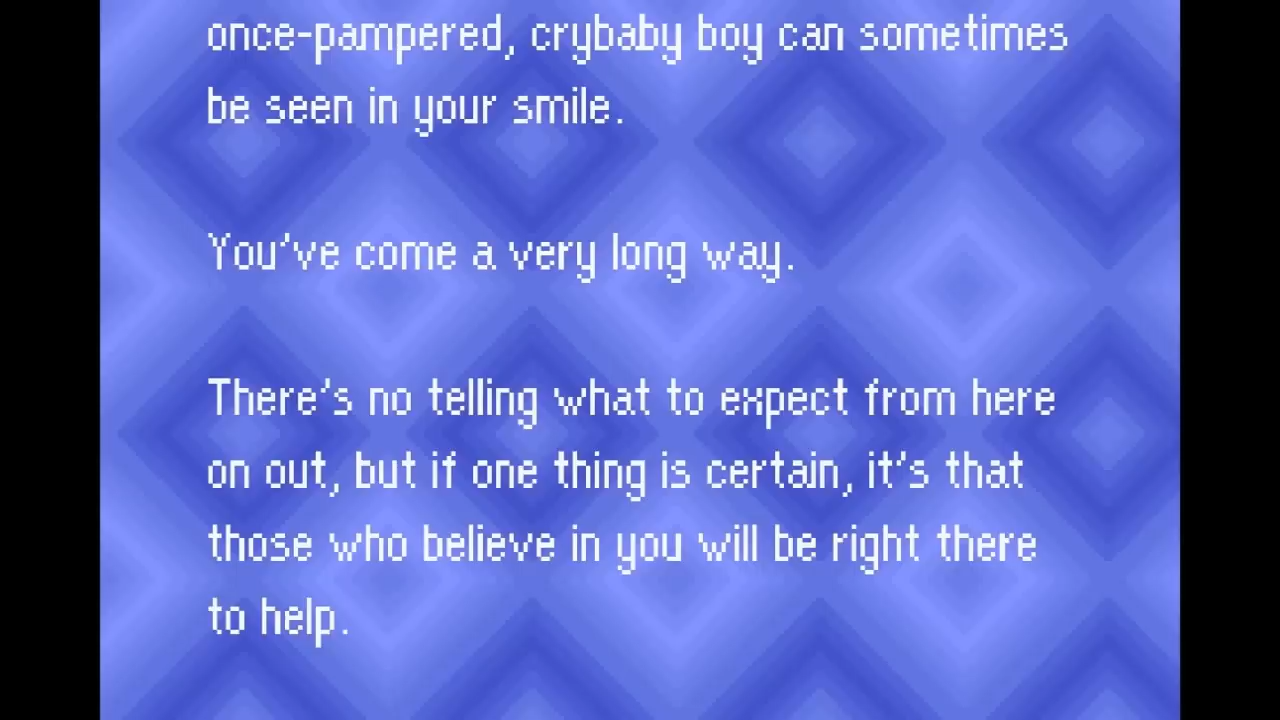 once-pampered, crybaby boy can sometimes
be seen in your smile.
You've come a very long way.
There's no telling what to expect from here
on out, but if one thing is certain, it's that
those who believe in you will be right there
to help.